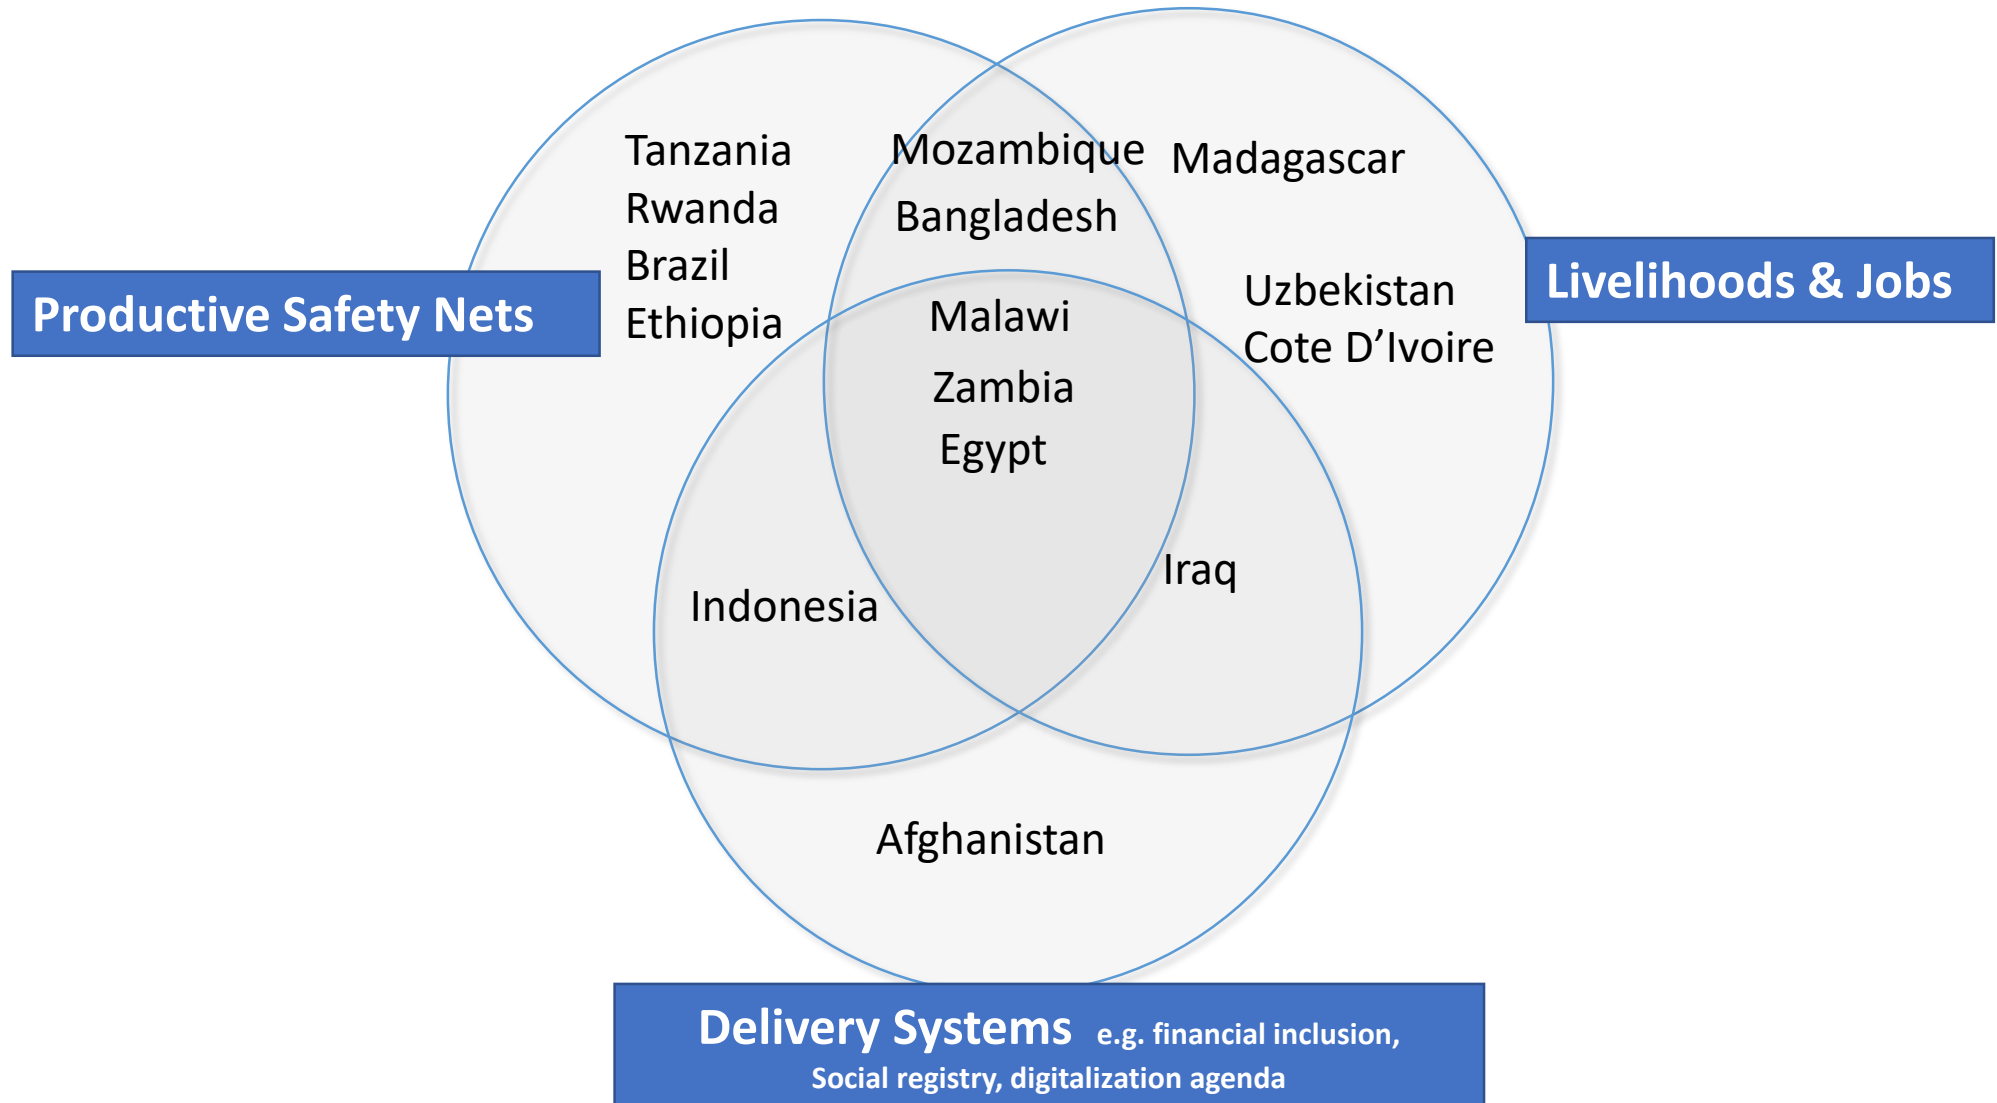 Tanzania
Rwanda
Brazil
Ethiopia
Mozambique
Bangladesh
Madagascar
Productive Safety Nets
Malawi
Zambia
Egypt
Uzbekistan
Cote D’Ivoire
Livelihoods & Jobs
Indonesia
Iraq
Afghanistan
Delivery Systems e.g. financial inclusion,
Social registry, digitalization agenda